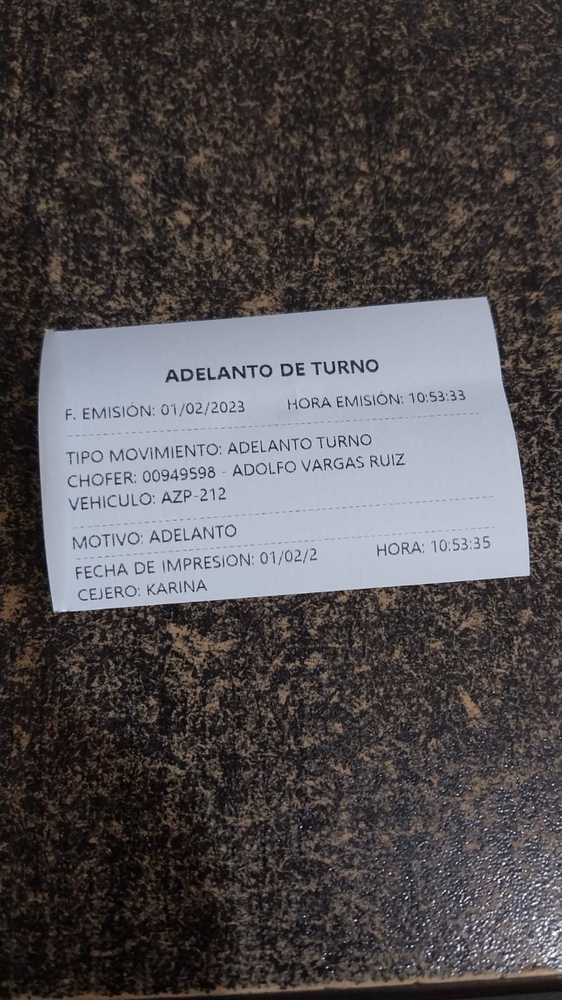 ADELANTO DE TURNO
F. EMISIÓN: 01/02/2023 HORA EMISIÓN: 10:53:33
TIPO MOVIMIENTO: ADELANTO TURNO
CHOFER: 00949598 - ADOLFO VARGAS RUIZ
VEHICULO: AZP-212
MOTIVO: ADELANTO
FECHA DE IMPRESION: 01/02/2 HORA: 10:53:35
CEJERO: KARINA